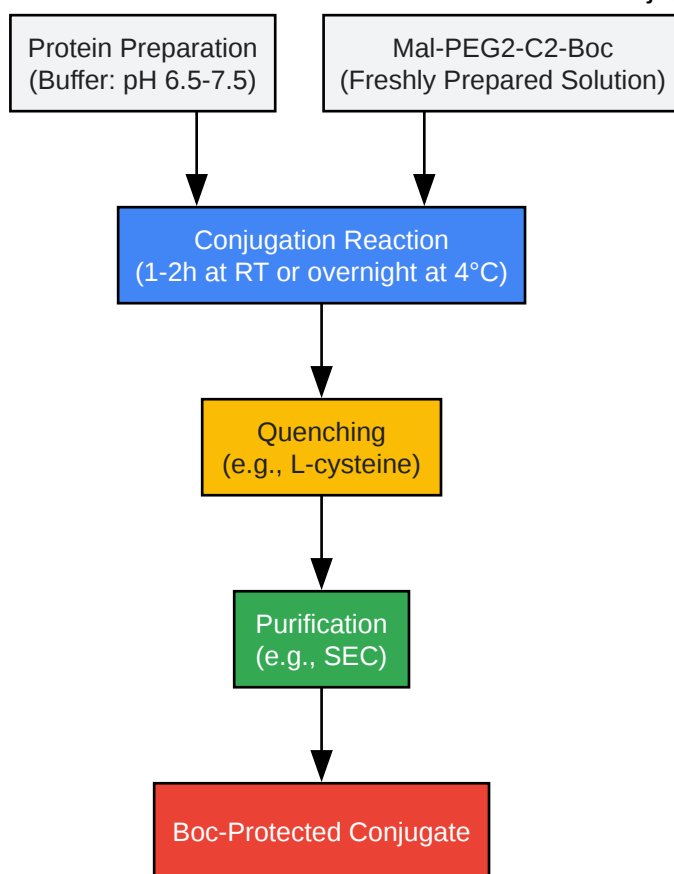 Protein Preparation
(Buffer: pH 6.5-7.5)
Mal-PEG2-C2-Boc
(Freshly Prepared Solution)
Conjugation Reaction
(1-2h at RT or overnight at 4°C)
Quenching
(e.g., L-cysteine)
Purification
(e.g., SEC)
Boc-Protected Conjugate